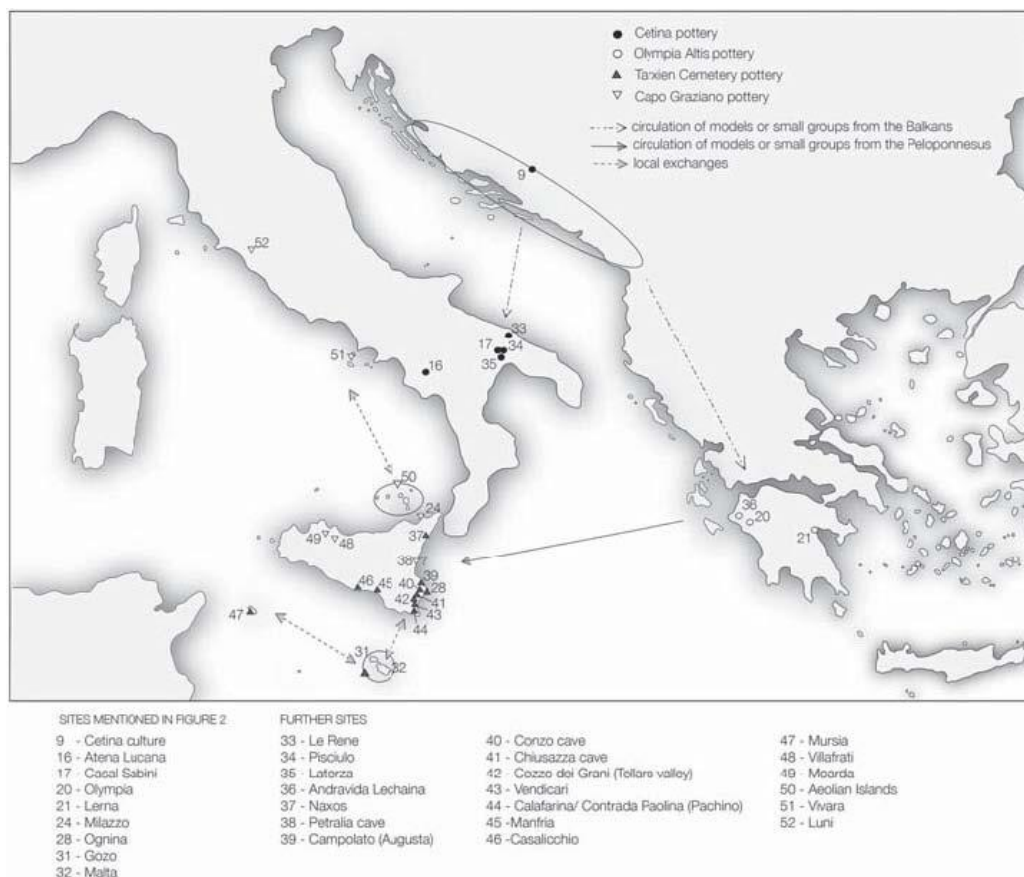 Cetina pottery
Olympia Altis pottery
Tarxien Cemetery pottery
Capo Graziano pottery
circulation of models or small groups from the Balkans
circulation of models or small groups from the Peloponnesus
local exchanges
9
52
33
17 34
35
51
16
50
24
36
20
21
49 48
37
38
39
40 28
46 45
42 41
43
44
47
31
32
SITES MENTIONED IN FIGURE 2
9 - Cetina culture
16 - Atena Lucana
17 - Casal Sabini
20 - Olympia
21 - Lerna
24 - Milazzo
28 - Ognina
31 - Gozo
32 - Malta
FURTHER SITES
33 - Le Rene
34 - Pisciulo
35 - Laterza
36 - Andravida Lechaina
37 - Naxos
38 - Petralia cave
39 - Campolato (Augusta)
40 - Conzo cave
41 - Chiusazza cave
42 - Cozzo dei Grani (Tellaro valley)
43 - Vendicari
44 - Calafarina/ Contrada Paolina (Pachino)
45 - Manfria
46 - Casalicchio
47 - Mursia
48 - Villafrati
49 - Moarda
50 - Aeolian Islands
51 - Vivara
52 - Luni